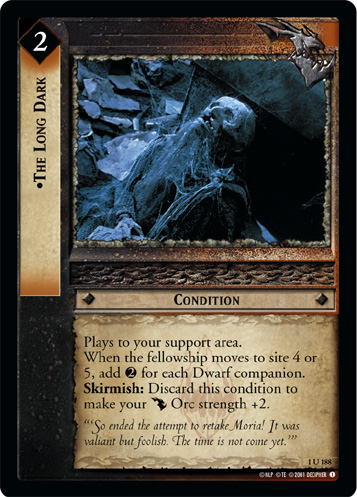 2
•The Long Dark
Condition
Plays to your support area.
When the fellowship moves to site 4 or
5, add 2 for each Dwarf companion.
Skirmish: Discard this condition to
make your Orc strength +2.
“‘So ended the attempt to retake Moria! It was
valiant but foolish. The time is not come yet.’”
1 U 188
©NLP ©TE ©2001 DECIPHER